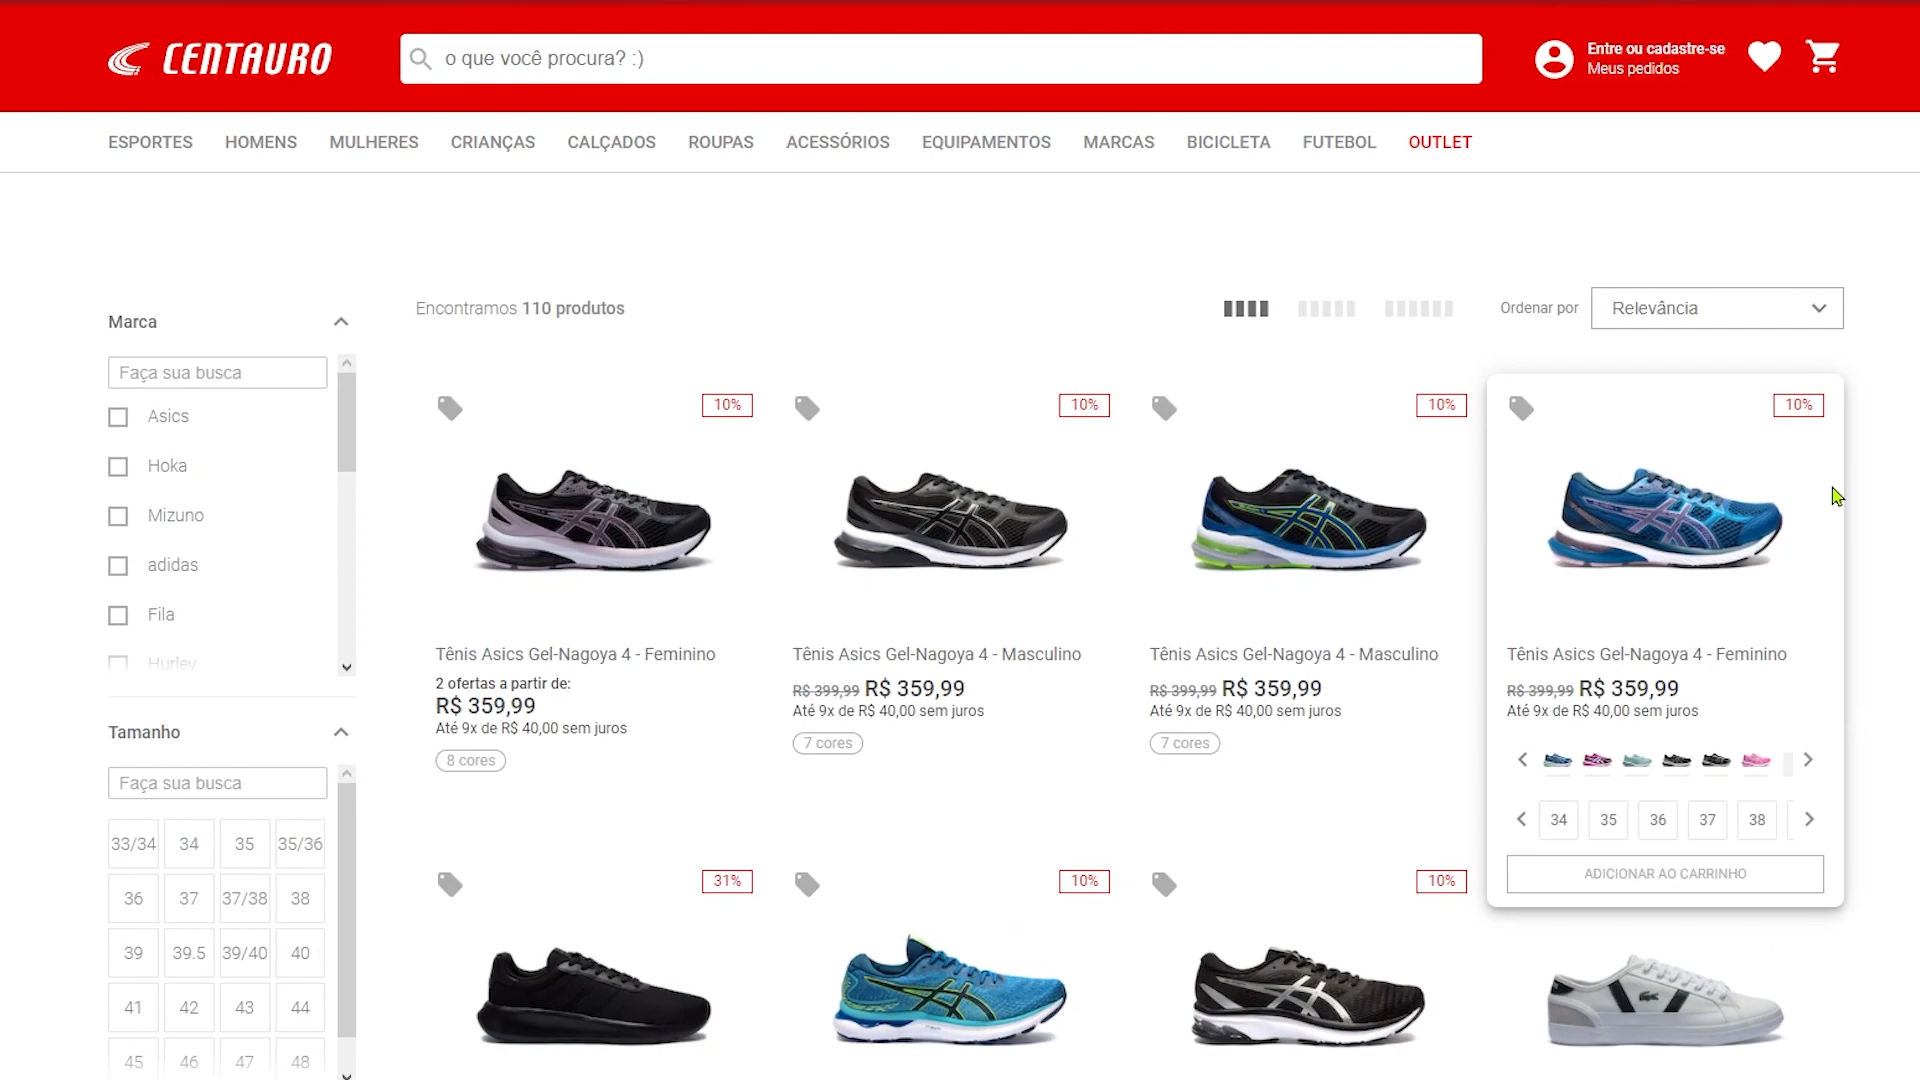 CENTAURO
o que você procura? :)
Entre ou cadastre-se
Meus pedidos
ESPORTES HOMENS MULHERES CRIANÇAS CALÇADOS ROUPAS ACESSÓRIOS EQUIPAMENTOS MARCAS BICICLETA FUTEBOL OUTLET
Marca
Faça sua busca
Asics
Hoka
Mizuno
adidas
Fila
Hurley
Tamanho
Faça sua busca
33/34 34 35 35/36
36 37 37/38 38
39 39.5 39/40 40
41 42 43 44
45 46 47 48
Encontramos 110 produtos
Ordenar por Relevância
10%
Tênis Asics Gel-Nagoya 4 - Feminino
2 ofertas a partir de:
R$ 359,99
Até 9x de R$ 40,00 sem juros
8 cores
10%
Tênis Asics Gel-Nagoya 4 - Masculino
R$ 399,99 R$ 359,99
Até 9x de R$ 40,00 sem juros
7 cores
10%
Tênis Asics Gel-Nagoya 4 - Masculino
R$ 399,99 R$ 359,99
Até 9x de R$ 40,00 sem juros
7 cores
10%
Tênis Asics Gel-Nagoya 4 - Feminino
R$ 399,99 R$ 359,99
Até 9x de R$ 40,00 sem juros
34 35 36 37 38
ADICIONAR AO CARRINHO
31%
10%
10%